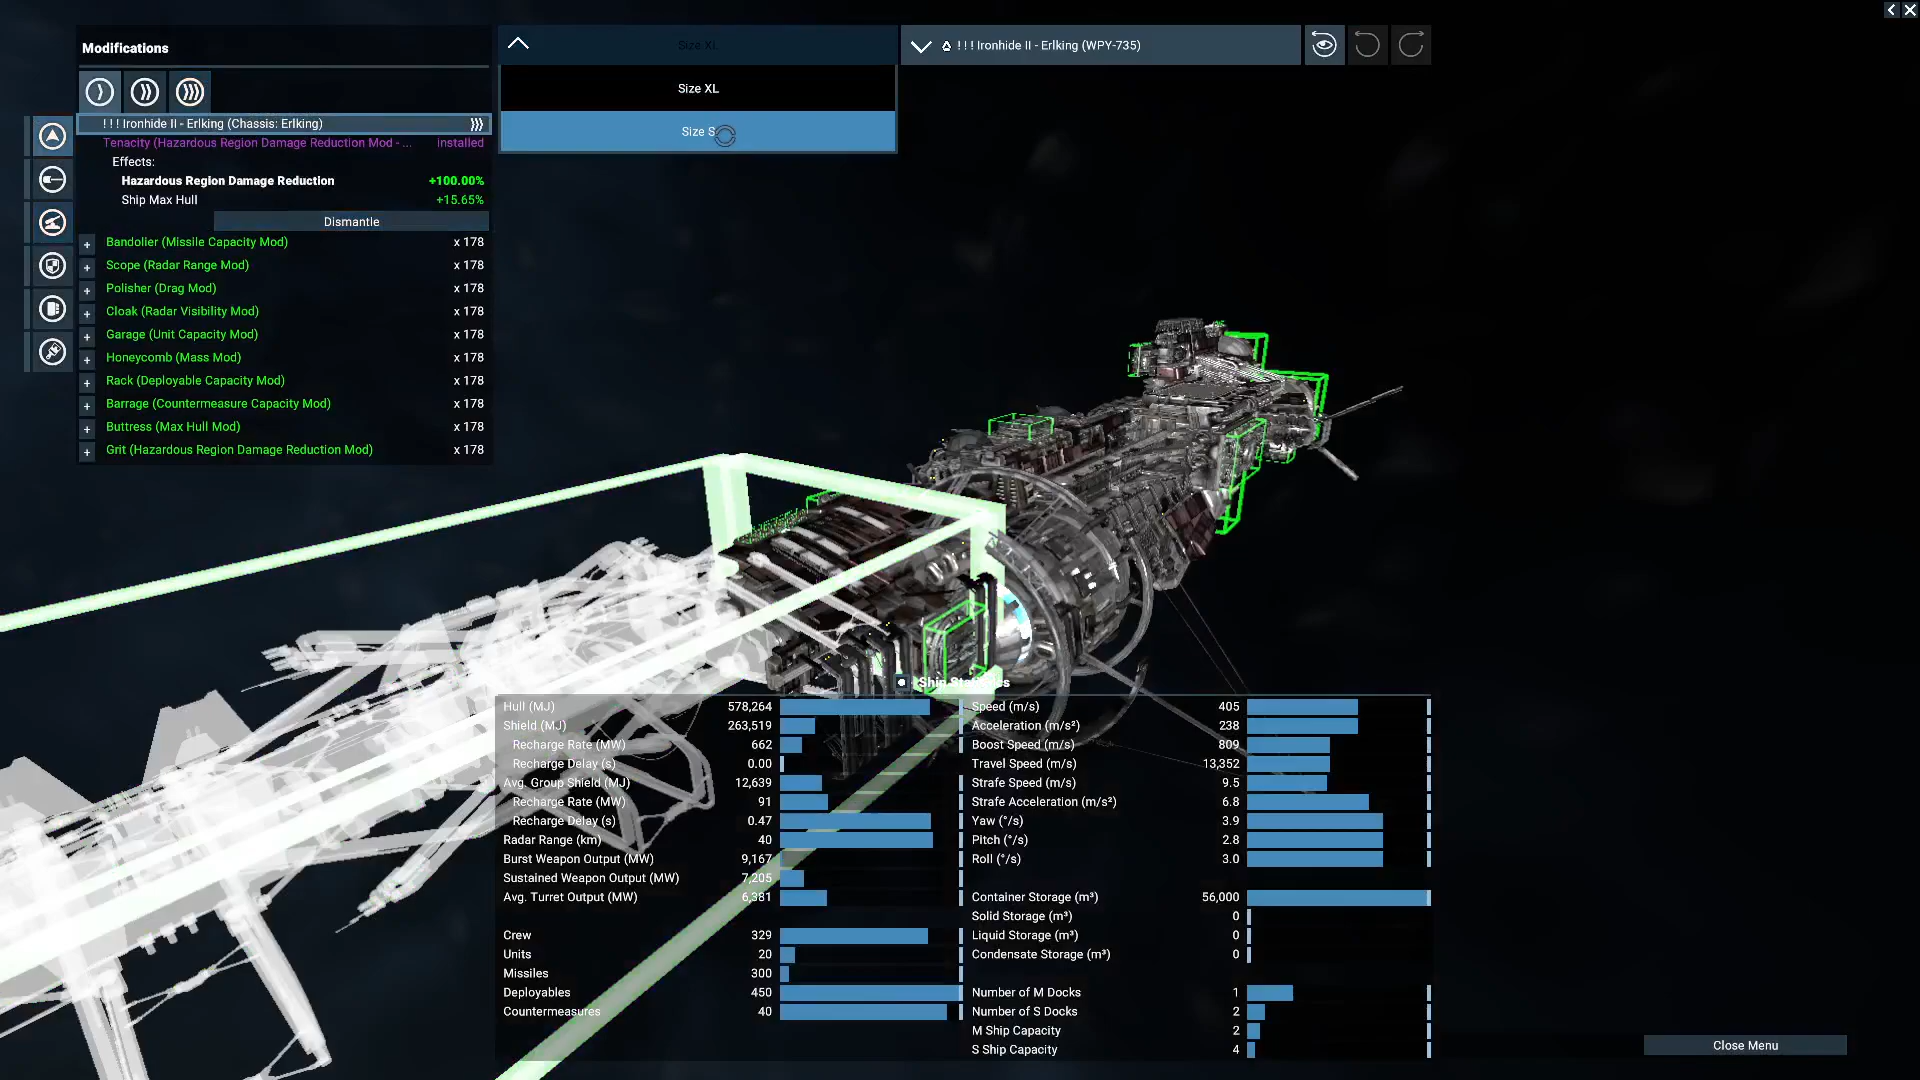 Modifications
Size XL
! ! ! Ironhide II - Erlking (WPY-735)
Size XL
Size S
! ! ! Ironhide II - Erlking (Chassis: Erlking)
Tenacity (Hazardous Region Damage Reduction Mod - ... Installed
Effects:
Hazardous Region Damage Reduction +100.00%
Ship Max Hull +15.65%
Dismantle
Bandolier (Missile Capacity Mod) x 178
Scope (Radar Range Mod) x 178
Polisher (Drag Mod) x 178
Cloak (Radar Visibility Mod) x 178
Garage (Unit Capacity Mod) x 178
Honeycomb (Mass Mod) x 178
Rack (Deployable Capacity Mod) x 178
Barrage (Countermeasure Capacity Mod) x 178
Buttress (Max Hull Mod) x 178
Grit (Hazardous Region Damage Reduction Mod) x 178
Ship Statistics
Hull (MJ) 578,264
Shield (MJ) 263,519
Recharge Rate (MW) 662
Recharge Delay (s) 0.00
Avg. Group Shield (MJ) 12,639
Recharge Rate (MW) 91
Recharge Delay (s) 0.47
Radar Range (km) 40
Burst Weapon Output (MW) 9,167
Sustained Weapon Output (MW) 7,205
Avg. Turret Output (MW) 6,381
Crew 329
Units 20
Missiles 300
Deployables 450
Countermeasures 40
Speed (m/s) 405
Acceleration (m/s²) 238
Boost Speed (m/s) 809
Travel Speed (m/s) 13,352
Strafe Speed (m/s) 9.5
Strafe Acceleration (m/s²) 6.8
Yaw (°/s) 3.9
Pitch (°/s) 2.8
Roll (°/s) 3.0
Container Storage (m³) 56,000
Solid Storage (m³) 0
Liquid Storage (m³) 0
Condensate Storage (m³) 0
Number of M Docks 1
Number of S Docks 2
M Ship Capacity 2
S Ship Capacity 4
Close Menu